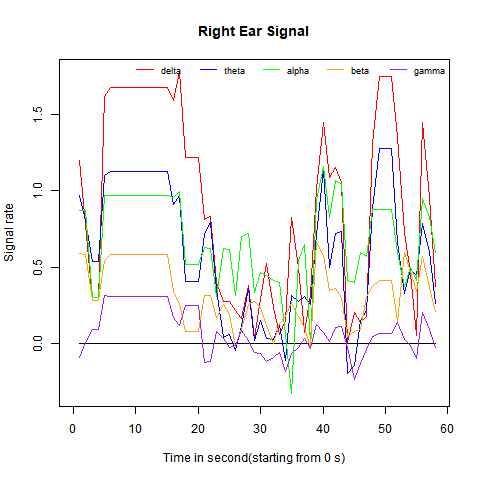 Right Ear Signal
delta theta alpha beta gamma
Signal rate
0.0 0.5 1.0 1.5
0 10 20 30 40 50 60
Time in second(starting from 0 s)